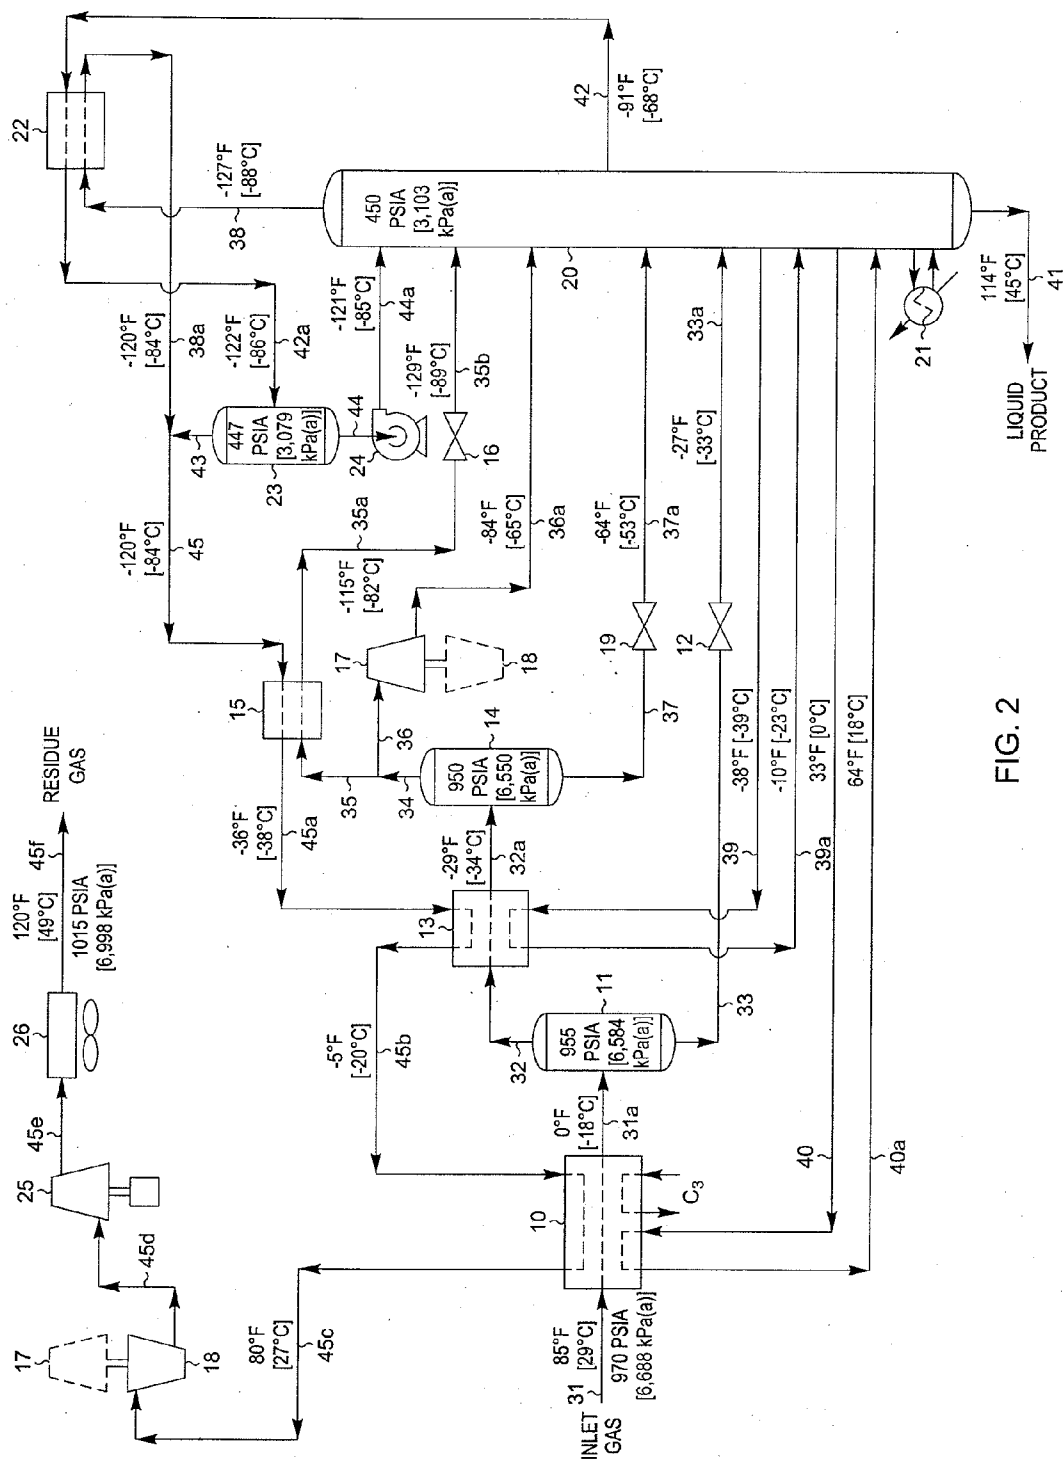 FIG. 2
INLET
GAS
31
85°F
[29°C]
970 PSIA
[6,688 kPa(a)]
10
C3
0°F
[-18°C]
31a
11
955
PSIA
[6,584
kPa(a)]
32
33
13
-29°F
[-34°C]
32a
14
950
PSIA
[6,550
kPa(a)]
34
35
36
37
15
17
18
19
12
-115°F
[-82°C]
35a
16
-129°F
[-89°C]
35b
-84°F
[-65°C]
36a
-64°F
[-53°C]
37a
-27°F
[-33°C]
33a
39
-38°F [-39°C]
-10°F [-23°C]
39a
33°F [0°C]
40
64°F [18°C]
40a
20
450
PSIA
[3,103
kPa(a)]
21
114°F
[45°C]
41
LIQUID
PRODUCT
42
-91°F
[-68°C]
22
-127°F
[-88°C]
38
-120°F
[-84°C]
38a
-122°F
[-86°C]
42a
23
447
PSIA
[3,079
kPa(a)]
43
44
24
-121°F
[-85°C]
44a
-120°F
[-84°C]
45
-36°F
[-38°C]
45a
-5°F
[-20°C]
45b
80°F
[27°C]
45c
17
18
45d
25
45e
26
120°F
[49°C]
45f
1015 PSIA
[6,998 kPa(a)]
RESIDUE
GAS